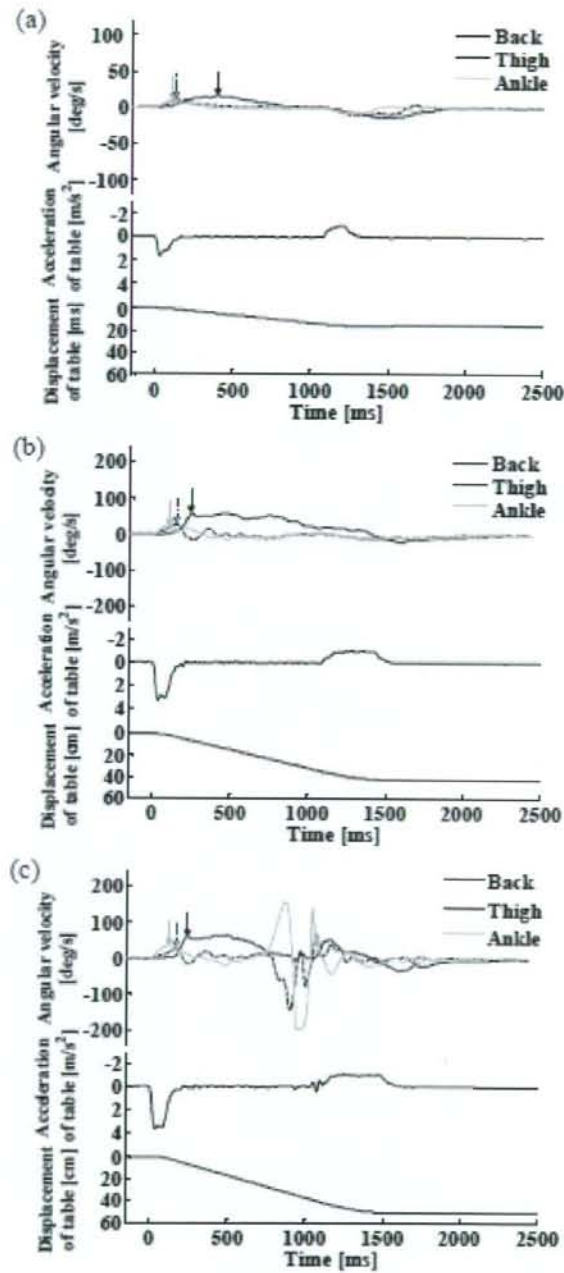 (a)
100
50
0
-50
-100
Angular velocity
[deg/s]
Back
Thigh
Ankle
-2
0
2
4
Acceleration
of table [m/s²]
0
20
40
60
Displacement
of table [ms]
0 500 1000 1500 2000 2500
Time [ms]
(b)
200
100
0
-100
-200
Angular velocity
[deg/s]
Back
Thigh
Ankle
-2
0
2
4
Acceleration
of table [m/s²]
0
20
40
60
Displacement
of table [cm]
0 500 1000 1500 2000 2500
Time [ms]
(c)
200
100
0
-100
-200
Angular velocity
[deg/s]
Back
Thigh
Ankle
-2
0
2
4
Acceleration
of table [m/s²]
0
20
40
60
Displacement
of table [cm]
0 500 1000 1500 2000 2500
Time [ms]